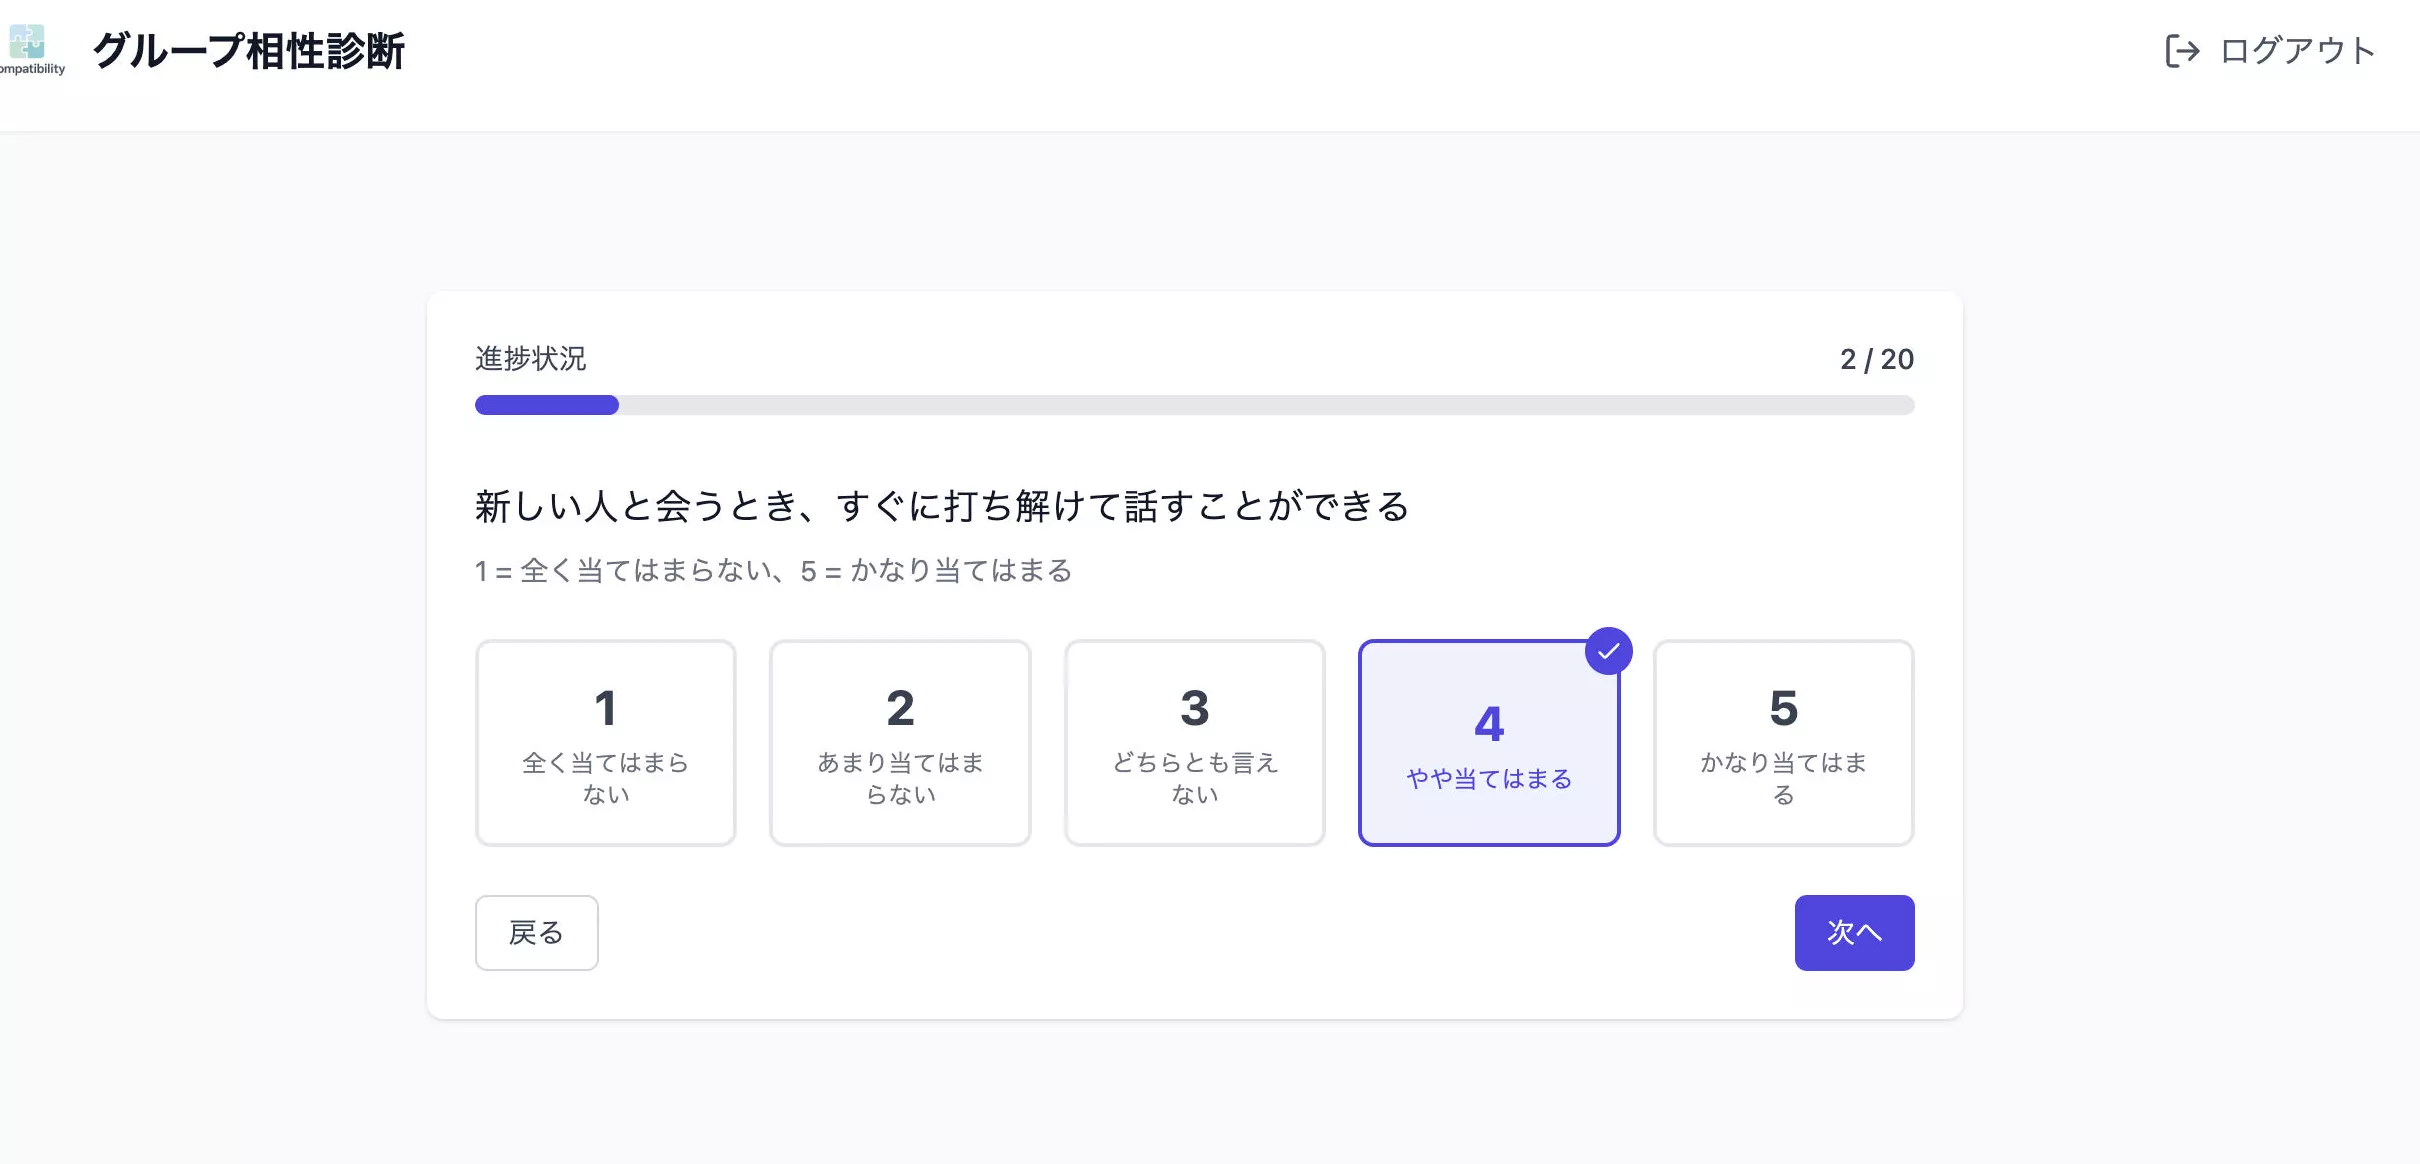 ompatibility
グループ相性診断
ログアウト
進捗状況
2 / 20
新しい人と会うとき、すぐに打ち解けて話すことができる
1 = 全く当てはまらない、5 = かなり当てはまる
1
全く当てはまら
ない
2
あまり当てはま
らない
3
どちらとも言え
ない
4
やや当てはまる
5
かなり当てはま
る
戻る
次へ